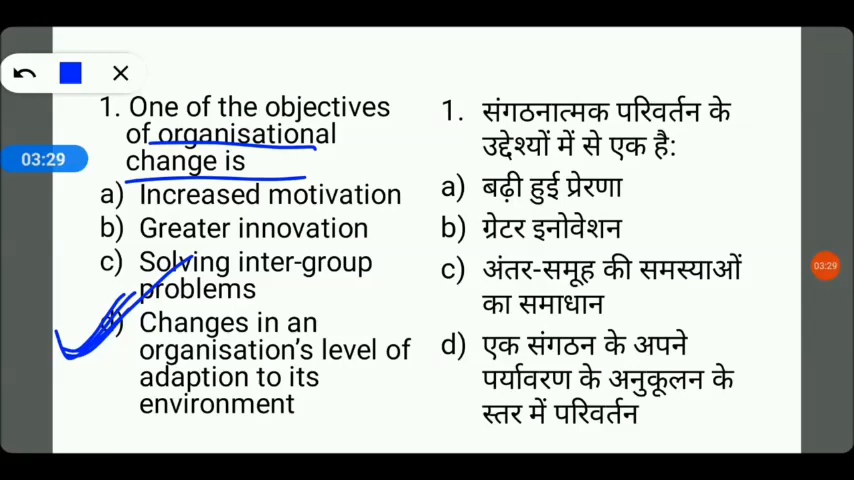 1. One of the objectives
of organisational
change is
a) Increased motivation
b) Greater innovation
c) Solving inter-group
problems
d) Changes in an
organisation's level of
adaption to its
environment
1. संगठनात्मक परिवर्तन के
उद्देश्यों में से एक है:
a) बढ़ी हुई प्रेरणा
b) ग्रेटर इनोवेशन
c) अंतर-समूह की समस्याओं
का समाधान
d) एक संगठन के अपने
पर्यावरण के अनुकूलन के
स्तर में परिवर्तन
03:29
03:29